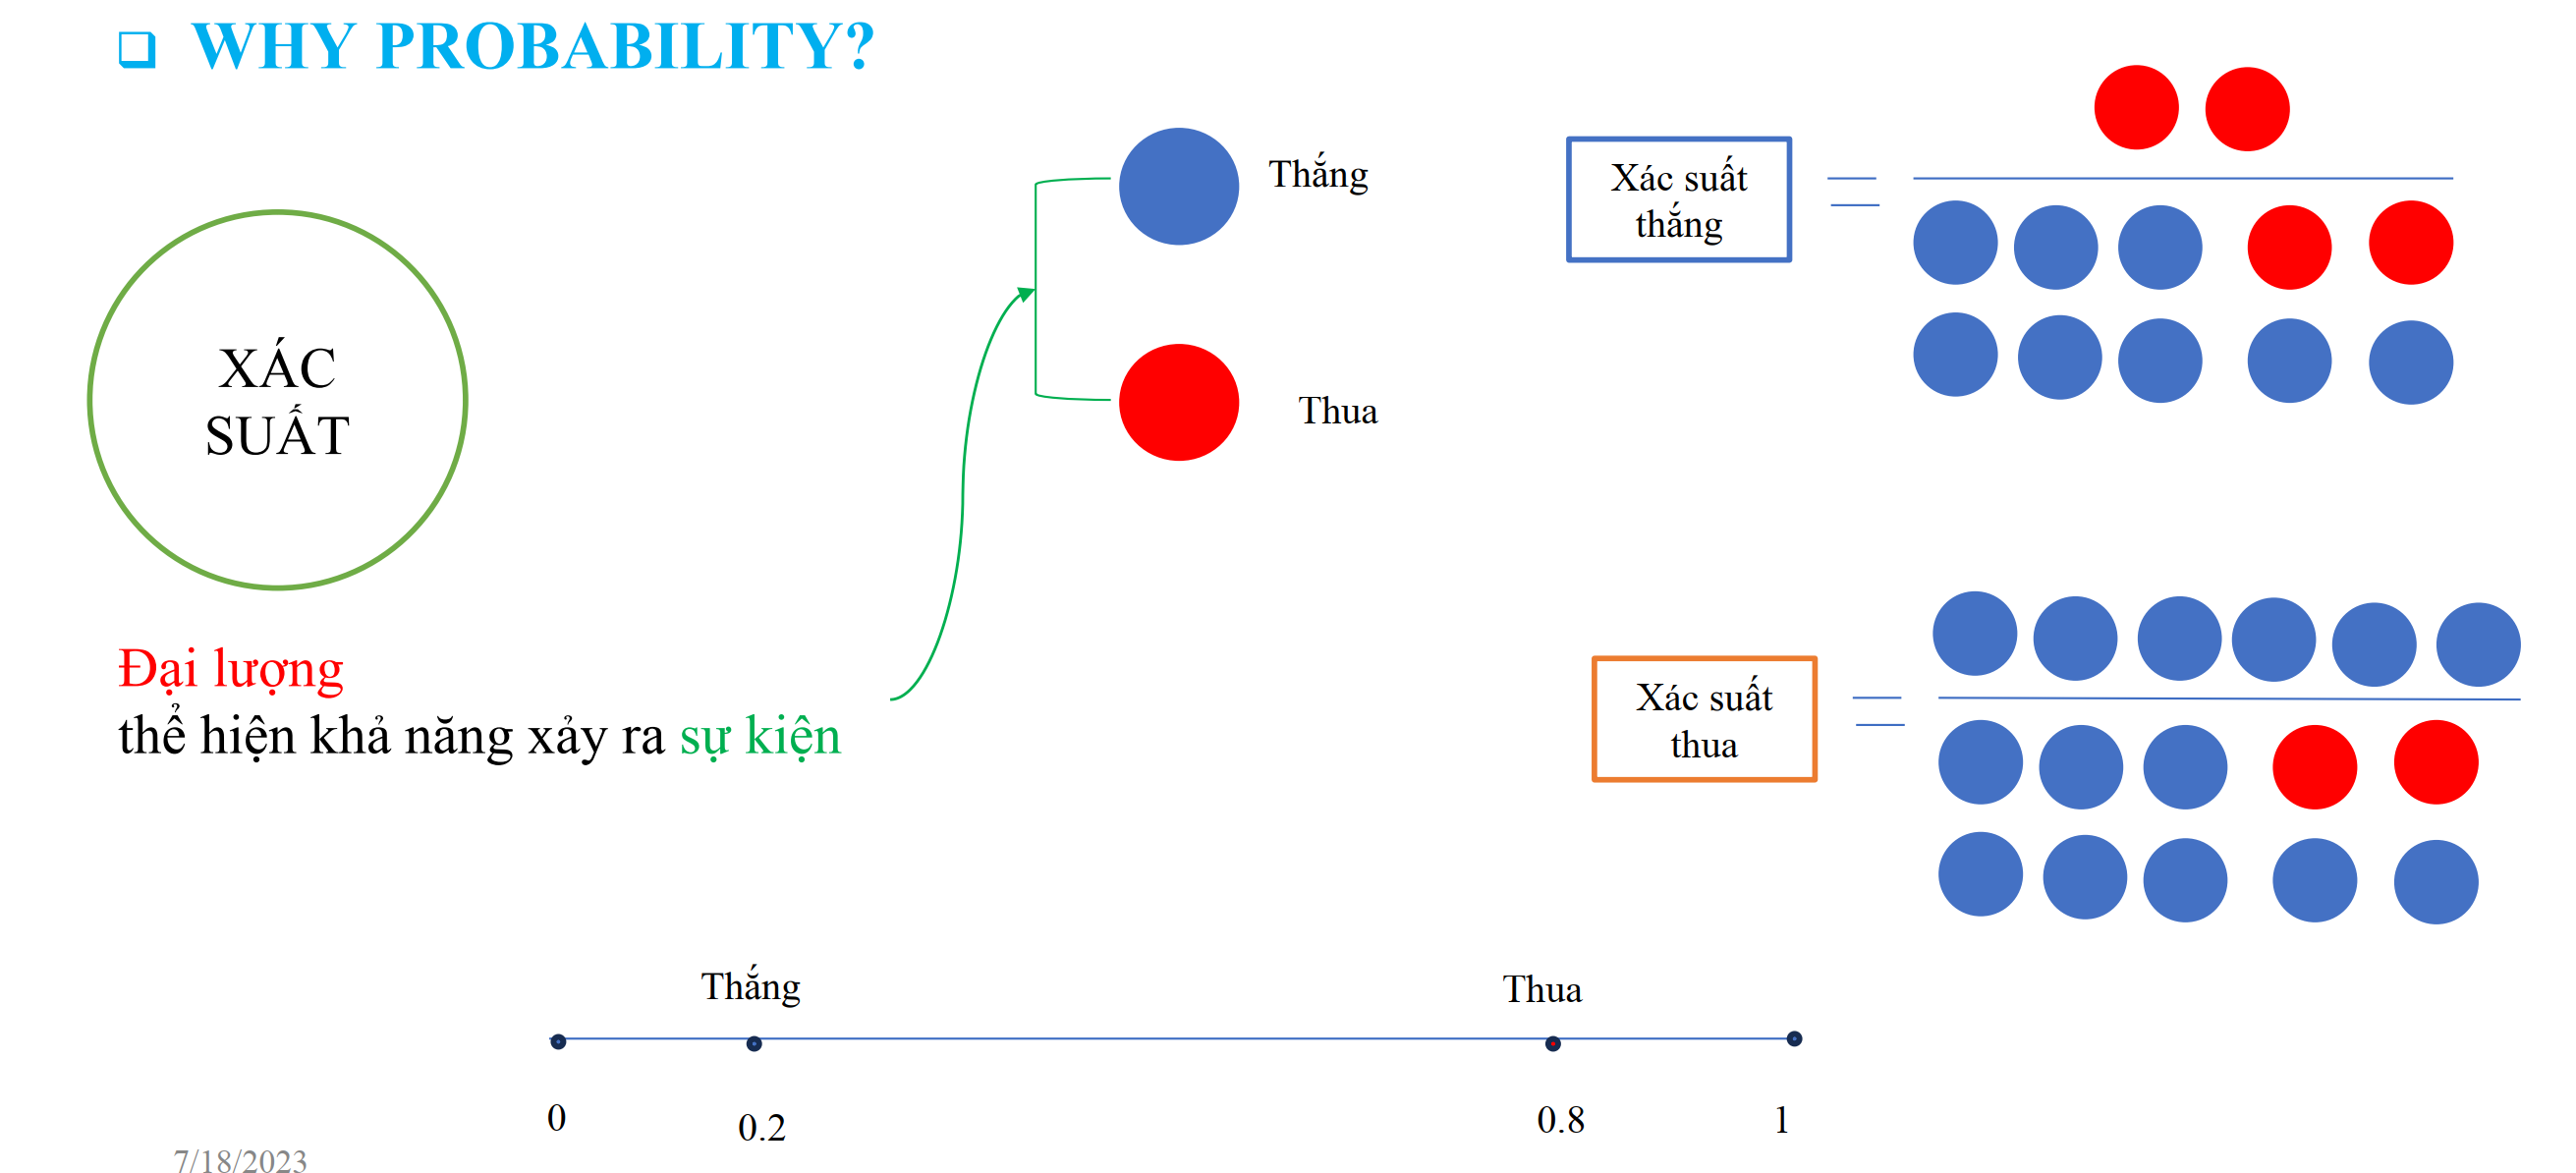 WHY PROBABILITY?
XÁC
SUẤT
Đại lượng
thể hiện khả năng xảy ra sự kiện
Thắng
Thua
Xác suất
thắng
Xác suất
thua
Thắng
Thua
0
0.2
0.8
1
7/18/2023